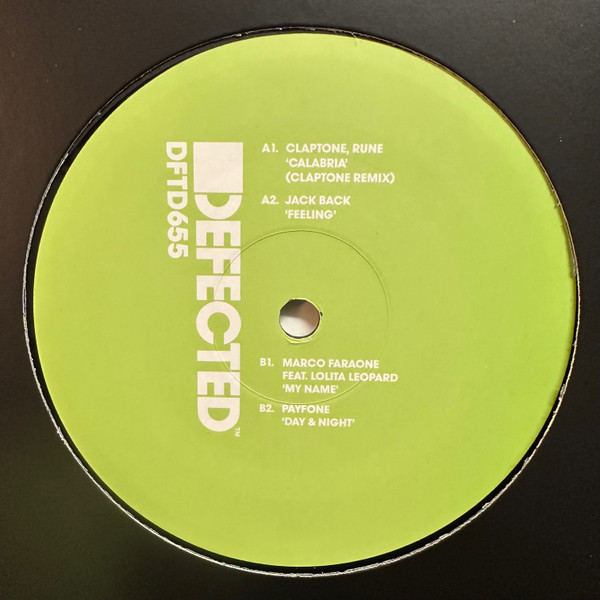 DEFECTED™
DFTD655
A1. CLAPTONE, RUNE
‘CALABRIA’
(CLAPTONE REMIX)
A2. JACK BACK
‘FEELING’
B1. MARCO FARAONE
FEAT. LOLITA LEOPARD
‘MY NAME’
B2. PAYFONE
‘DAY & NIGHT’